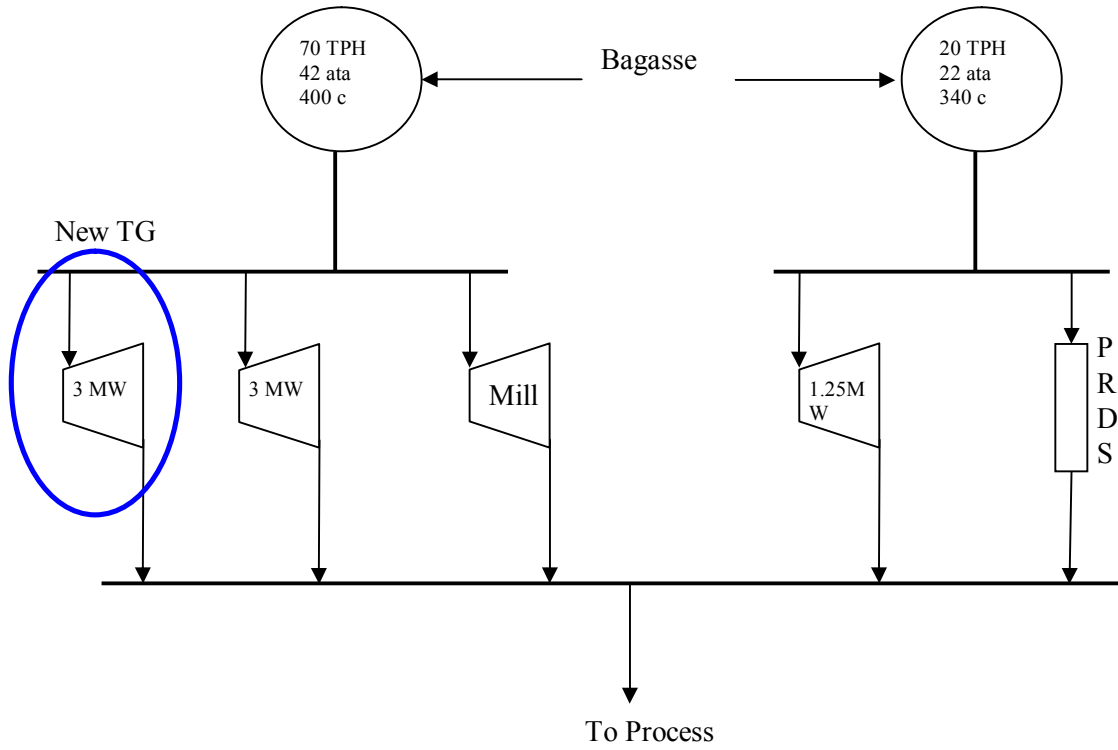 70 TPH
42 ata
400 c
Bagasse
20 TPH
22 ata
340 c
New TG
3 MW
3 MW
Mill
1.25M
W
P
R
D
S
To Process